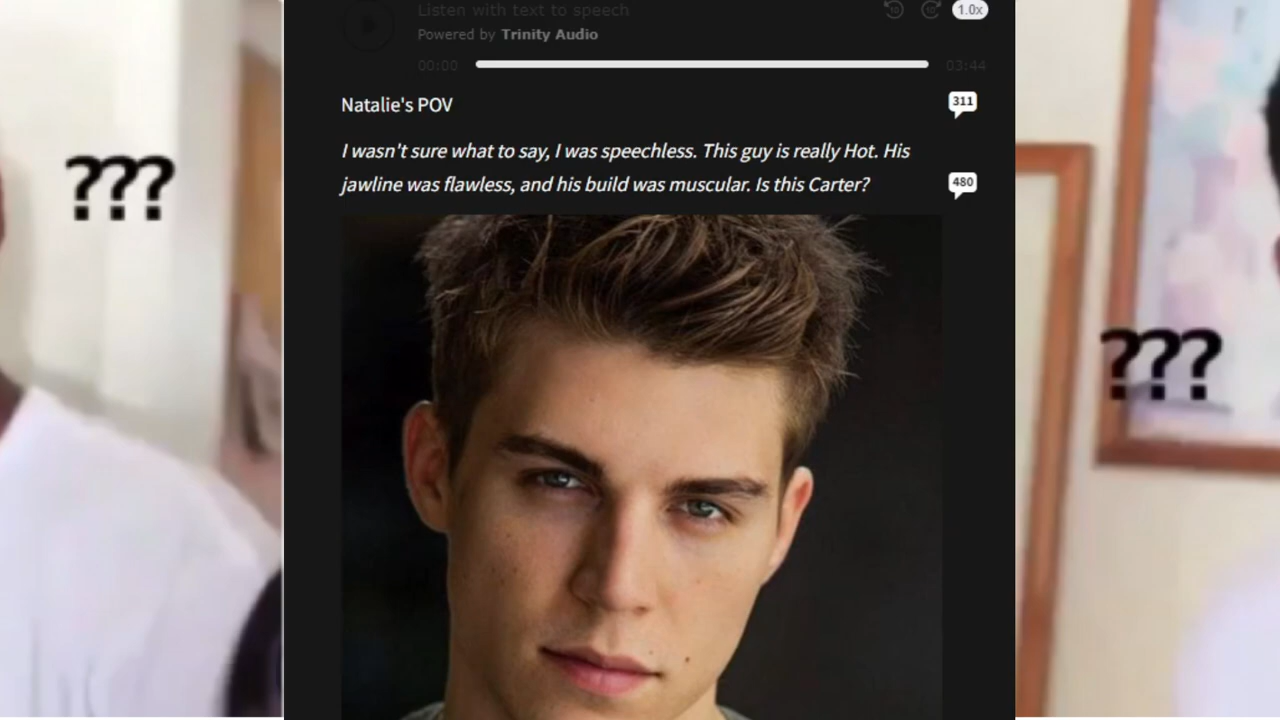 Listen with text to speech
10
10
1.0x
Powered by Trinity Audio
00:00
03:44
Natalie's POV
311
I wasn't sure what to say, I was speechless. This guy is really Hot. His
jawline was flawless, and his build was muscular. Is this Carter?
480
???
???